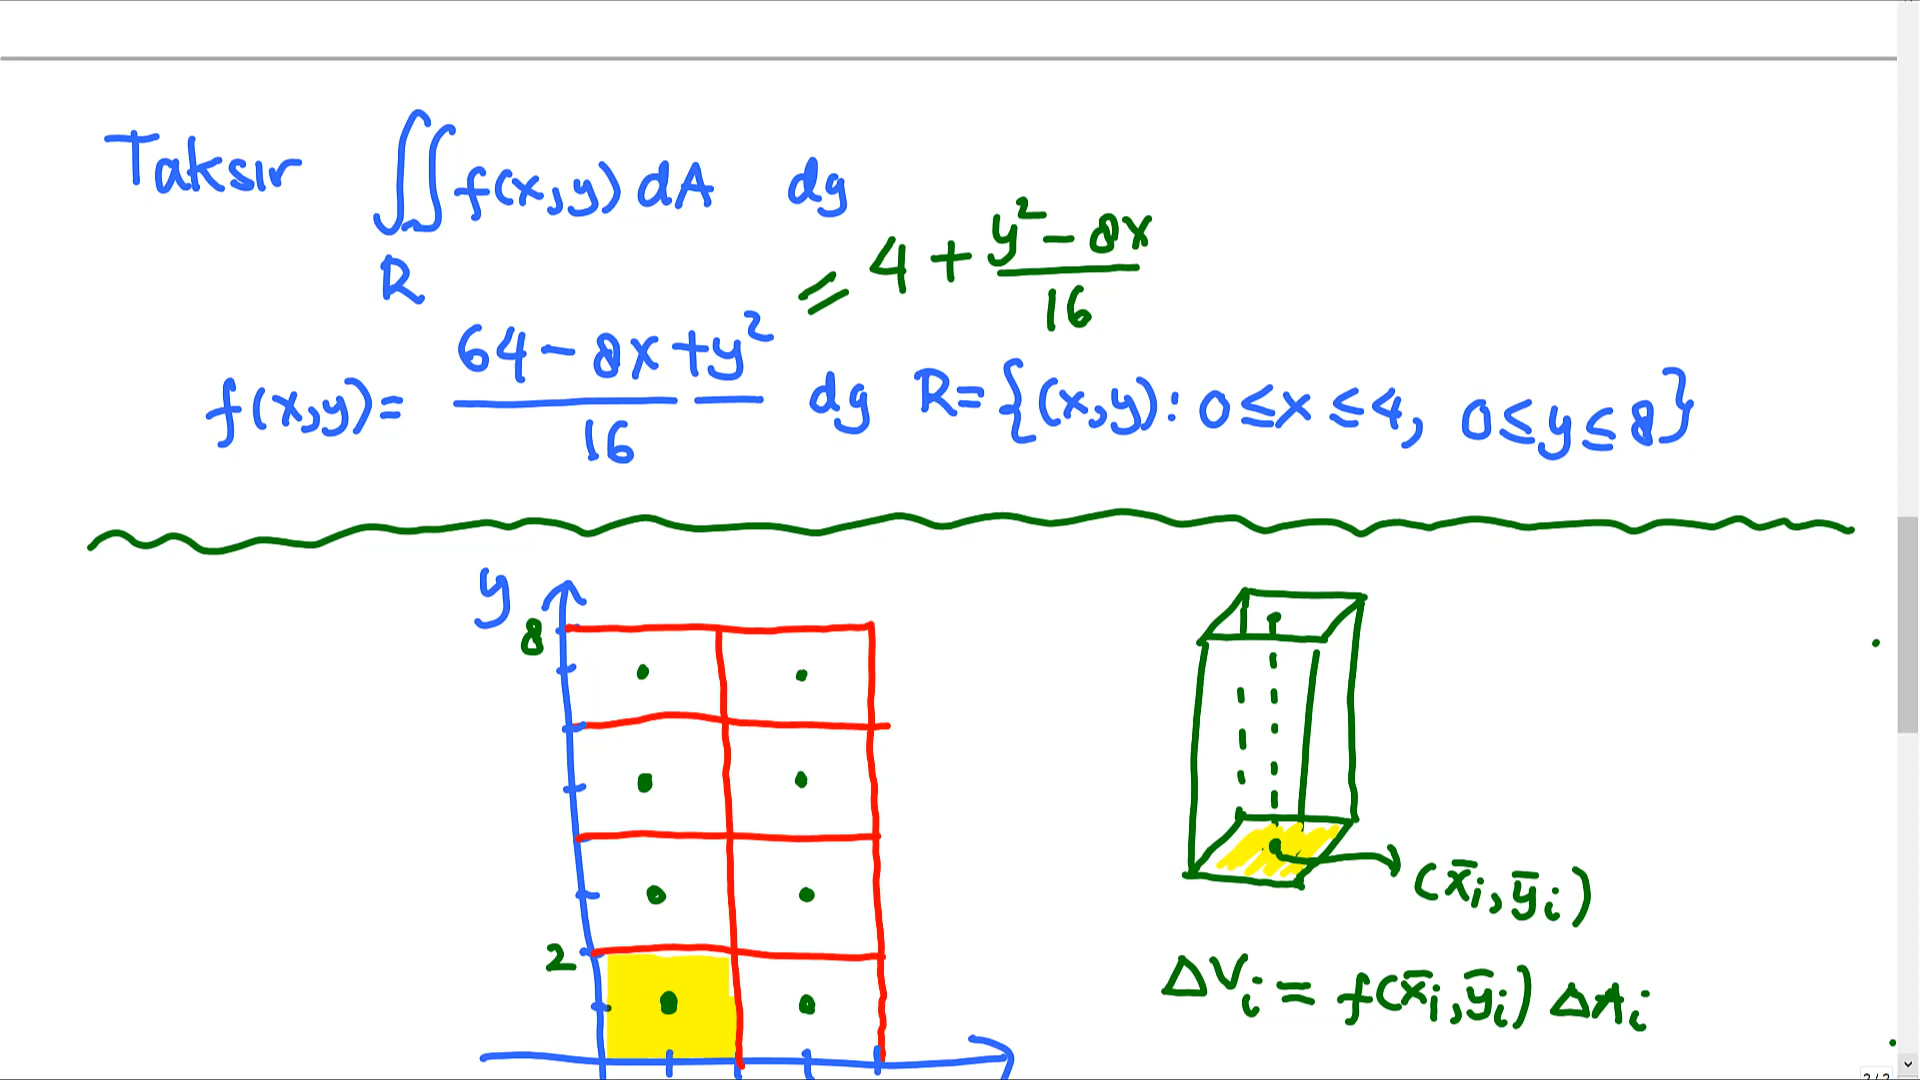 Taksir ∬ f(x,y) dA dg
R
= 4 + (y² - 8x)/16
f(x,y) = (64 - 8x + y²)/16 dg R = {(x,y): 0 ≤ x ≤ 4, 0 ≤ y ≤ 8}
y
8
(x̄i, ȳi)
2
ΔVi = f(x̄i, ȳi) ΔAi